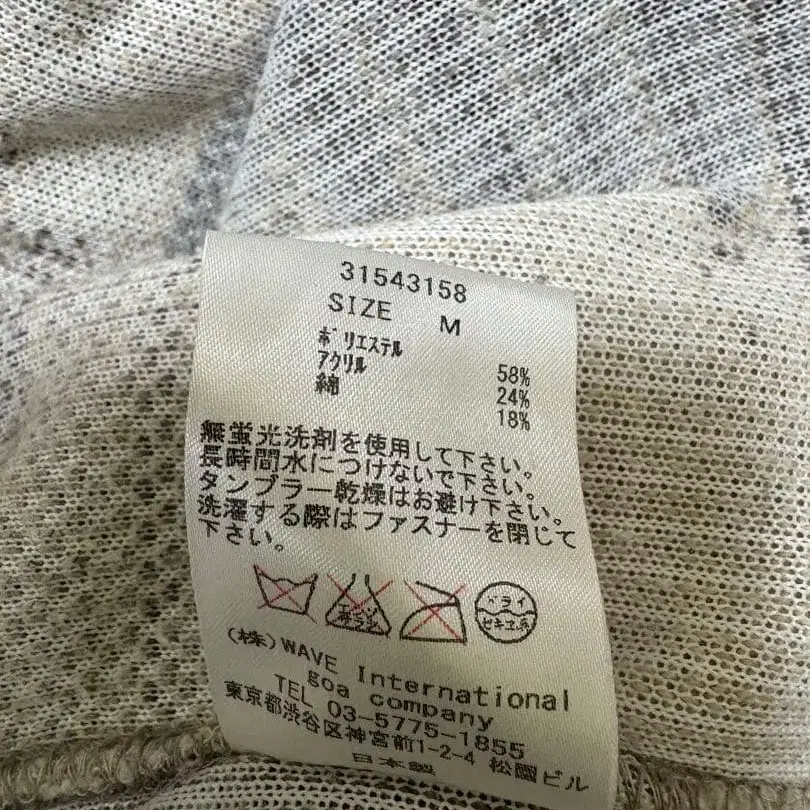 31543158
SIZE M
ポリエステル 58%
アクリル 24%
綿 18%
無蛍光洗剤を使用して下さい。
長時間水につけないで下さい。
タンブラー乾燥はお避け下さい。
洗濯する際はファスナーを閉じて
下さい。
エンソ サラシ ドライ セキユ系
(株)WAVE International
goa company
TEL 03-5775-1855
東京都渋谷区神宮前1-2-4 松園ビル
日本製